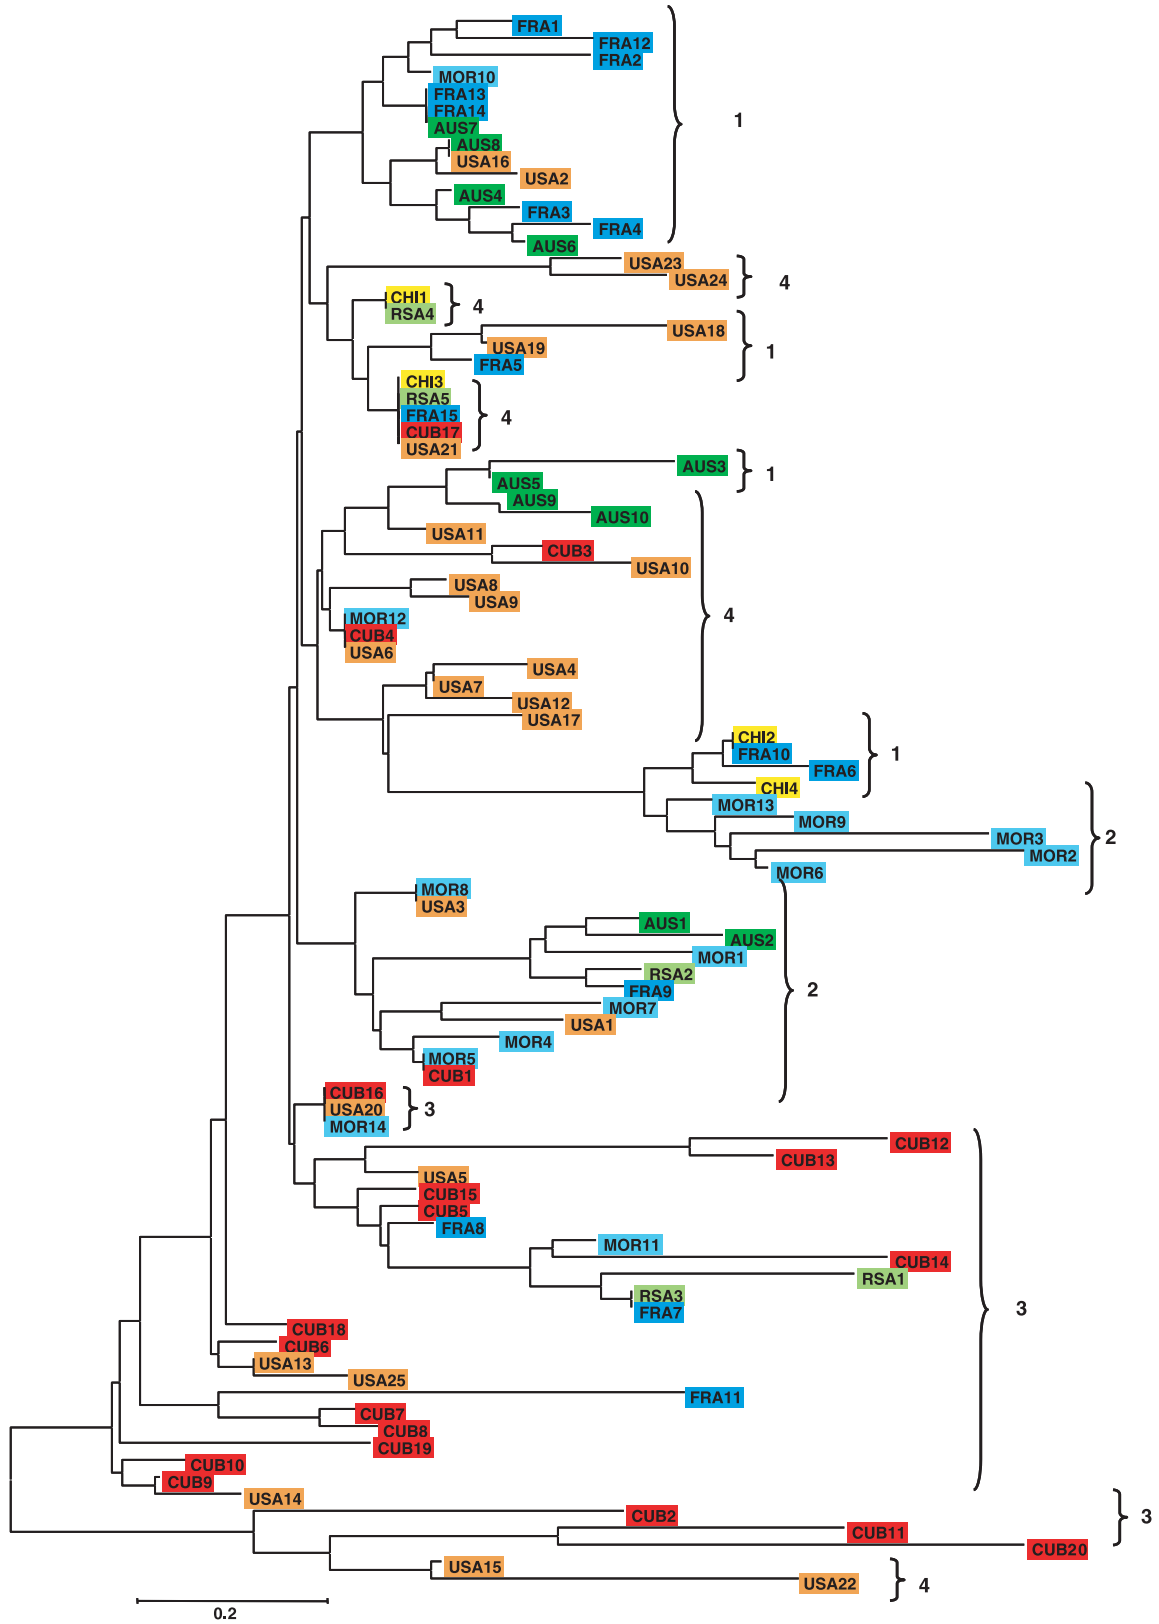 FRA1
FRA12
FRA2
MOR10
FRA13
FRA14
1
AUS7
AUS8
USA16
USA2
AUS4
FRA3
FRA4
AUS6
USA23
USA24
4
CHI1
RSA4
4
USA18
USA19
1
FRA5
CHI3
RSA5
FRA15
4
CUB17
USA21
AUS3
1
AUS5
AUS9
AUS10
USA11
CUB3
USA10
USA8
USA9
MOR12
4
CUB4
USA6
USA4
USA7
USA12
USA17
CHI2
FRA10
1
FRA6
CHI4
MOR13
MOR9
MOR3
2
MOR2
MOR6
MOR8
USA3
AUS1
AUS2
MOR1
RSA2
FRA9
2
MOR7
USA1
MOR4
MOR5
CUB1
CUB16
USA20
3
MOR14
CUB12
CUB13
USA5
CUB15
CUB5
FRA8
MOR11
CUB14
RSA1
RSA3
3
FRA7
CUB18
CUB6
USA13
USA25
FRA11
CUB7
CUB8
CUB19
CUB10
CUB9
USA14
CUB2
3
CUB11
CUB20
USA15
USA22
4
0.2